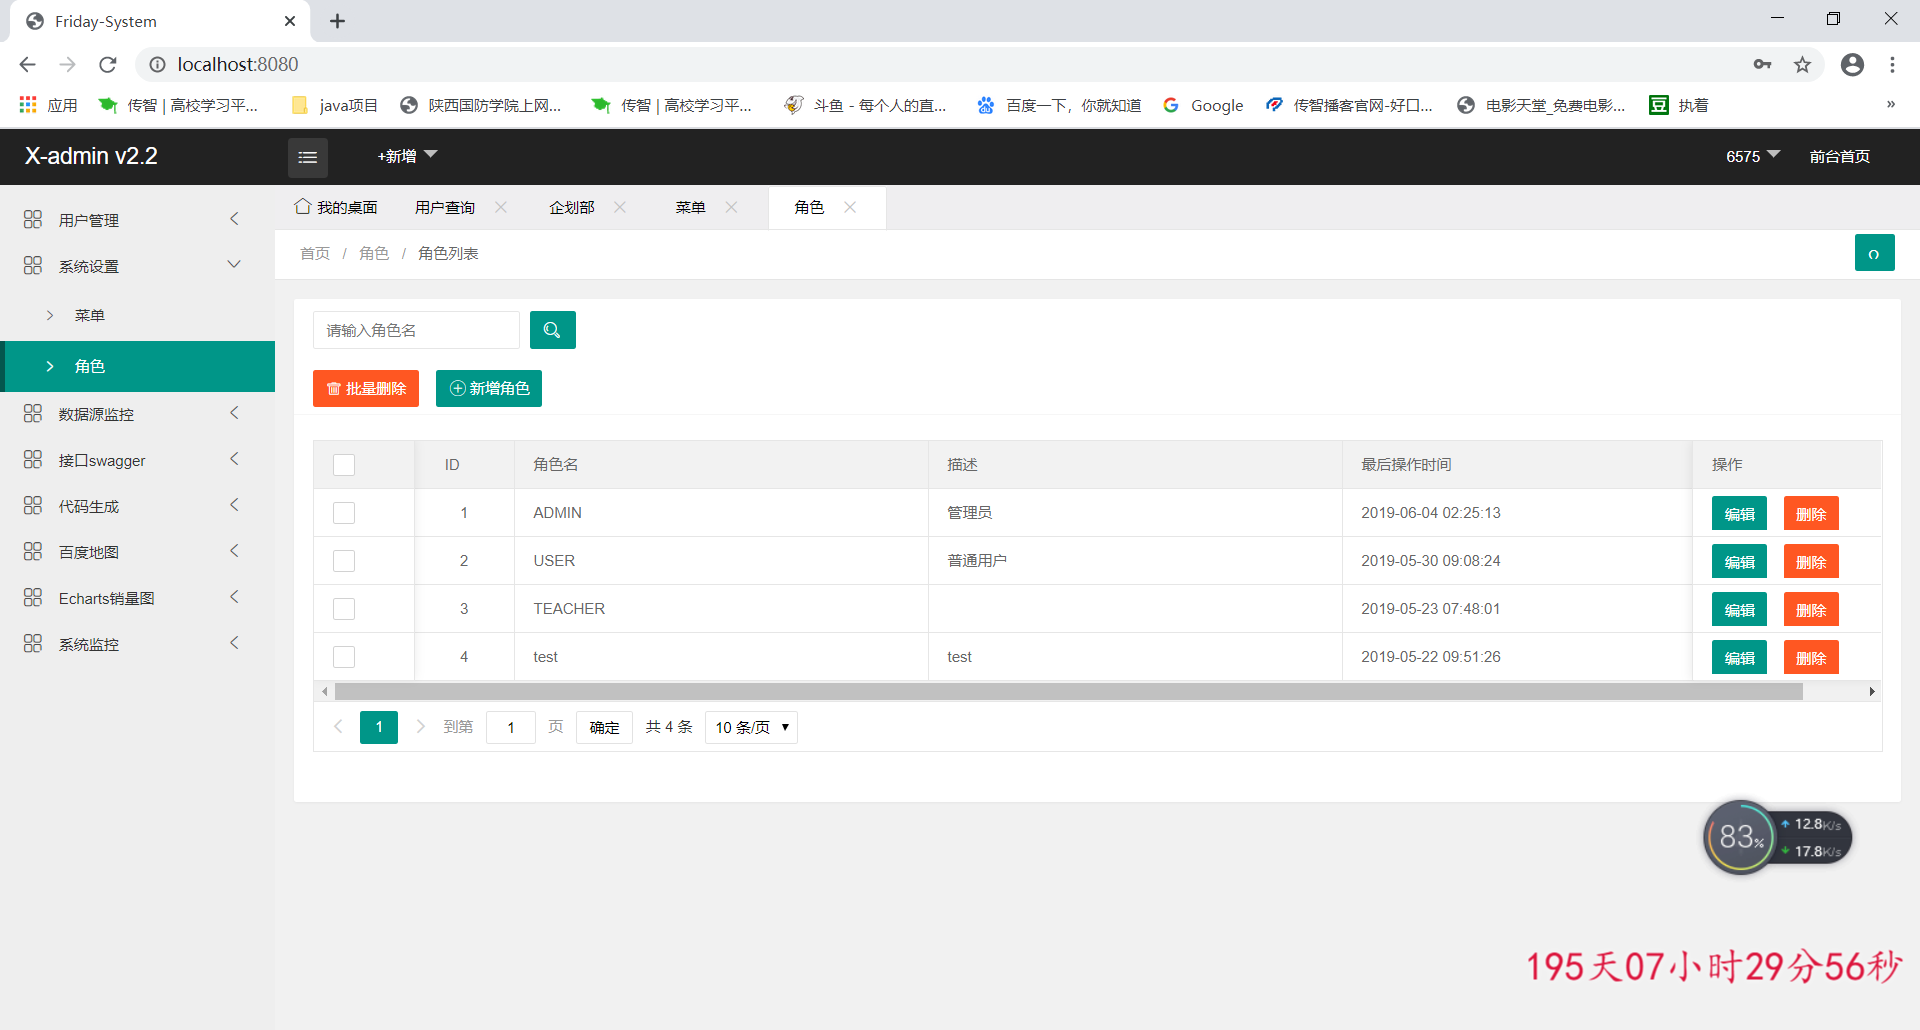 Friday-System
localhost:8080
应用 传智 | 高校学习平... java项目 陕西国防学院上网... 传智 | 高校学习平... 斗鱼 - 每个人的直... 百度一下，你就知道 Google 传智播客官网-好口... 电影天堂_免费电影... 豆 执着 »
X-admin v2.2 +新增 6575 前台首页
我的桌面 用户查询 企划部 菜单 角色
首页 / 角色 / 角色列表
用户管理
系统设置
菜单
角色
数据源监控
接口swagger
代码生成
百度地图
Echarts销量图
系统监控
请输入角色名
批量删除 新增角色
ID 角色名 描述 最后操作时间 操作
1 ADMIN 管理员 2019-06-04 02:25:13 编辑 删除
2 USER 普通用户 2019-05-30 09:08:24 编辑 删除
3 TEACHER 2019-05-23 07:48:01 编辑 删除
4 test test 2019-05-22 09:51:26 编辑 删除
1 到第 1 页 确定 共 4 条 10 条/页
83% 12.8K/s
17.8K/s
195天07小时29分56秒